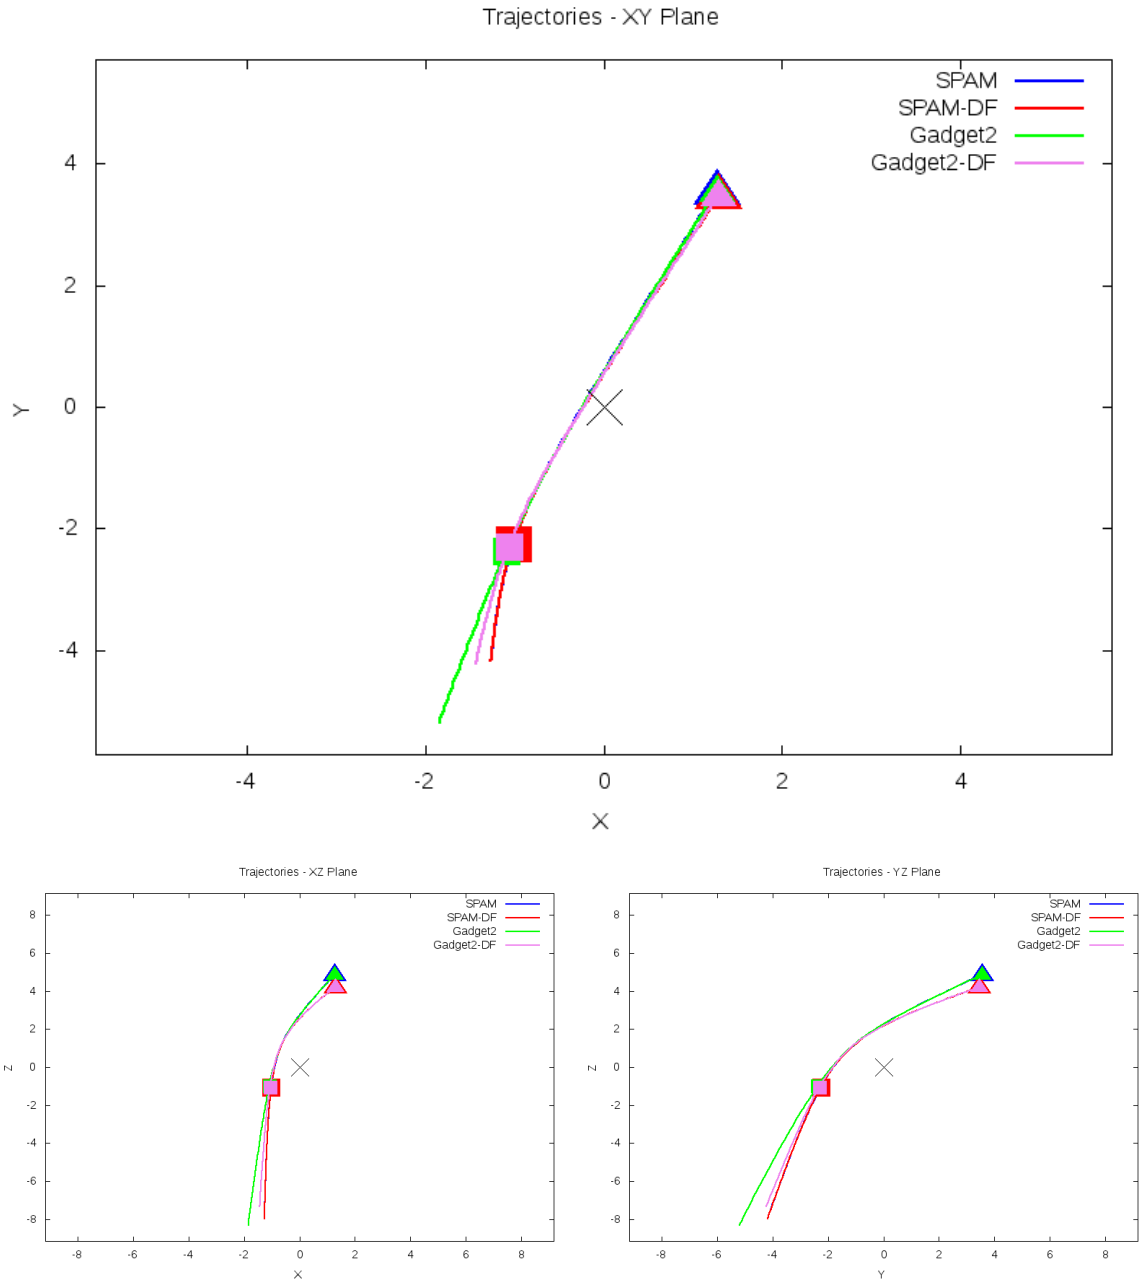 Trajectories - XY Plane
SPAM
SPAM-DF
Gadget2
Gadget2-DF
4
2
0
-2
-4
Y
-4 -2 0 2 4
X
Trajectories - XZ Plane
SPAM
SPAM-DF
Gadget2
Gadget2-DF
8
6
4
2
0
-2
-4
-6
-8
Z
-8 -6 -4 -2 0 2 4 6 8
X
Trajectories - YZ Plane
SPAM
SPAM-DF
Gadget2
Gadget2-DF
8
6
4
2
0
-2
-4
-6
-8
Z
-8 -6 -4 -2 0 2 4 6 8
Y